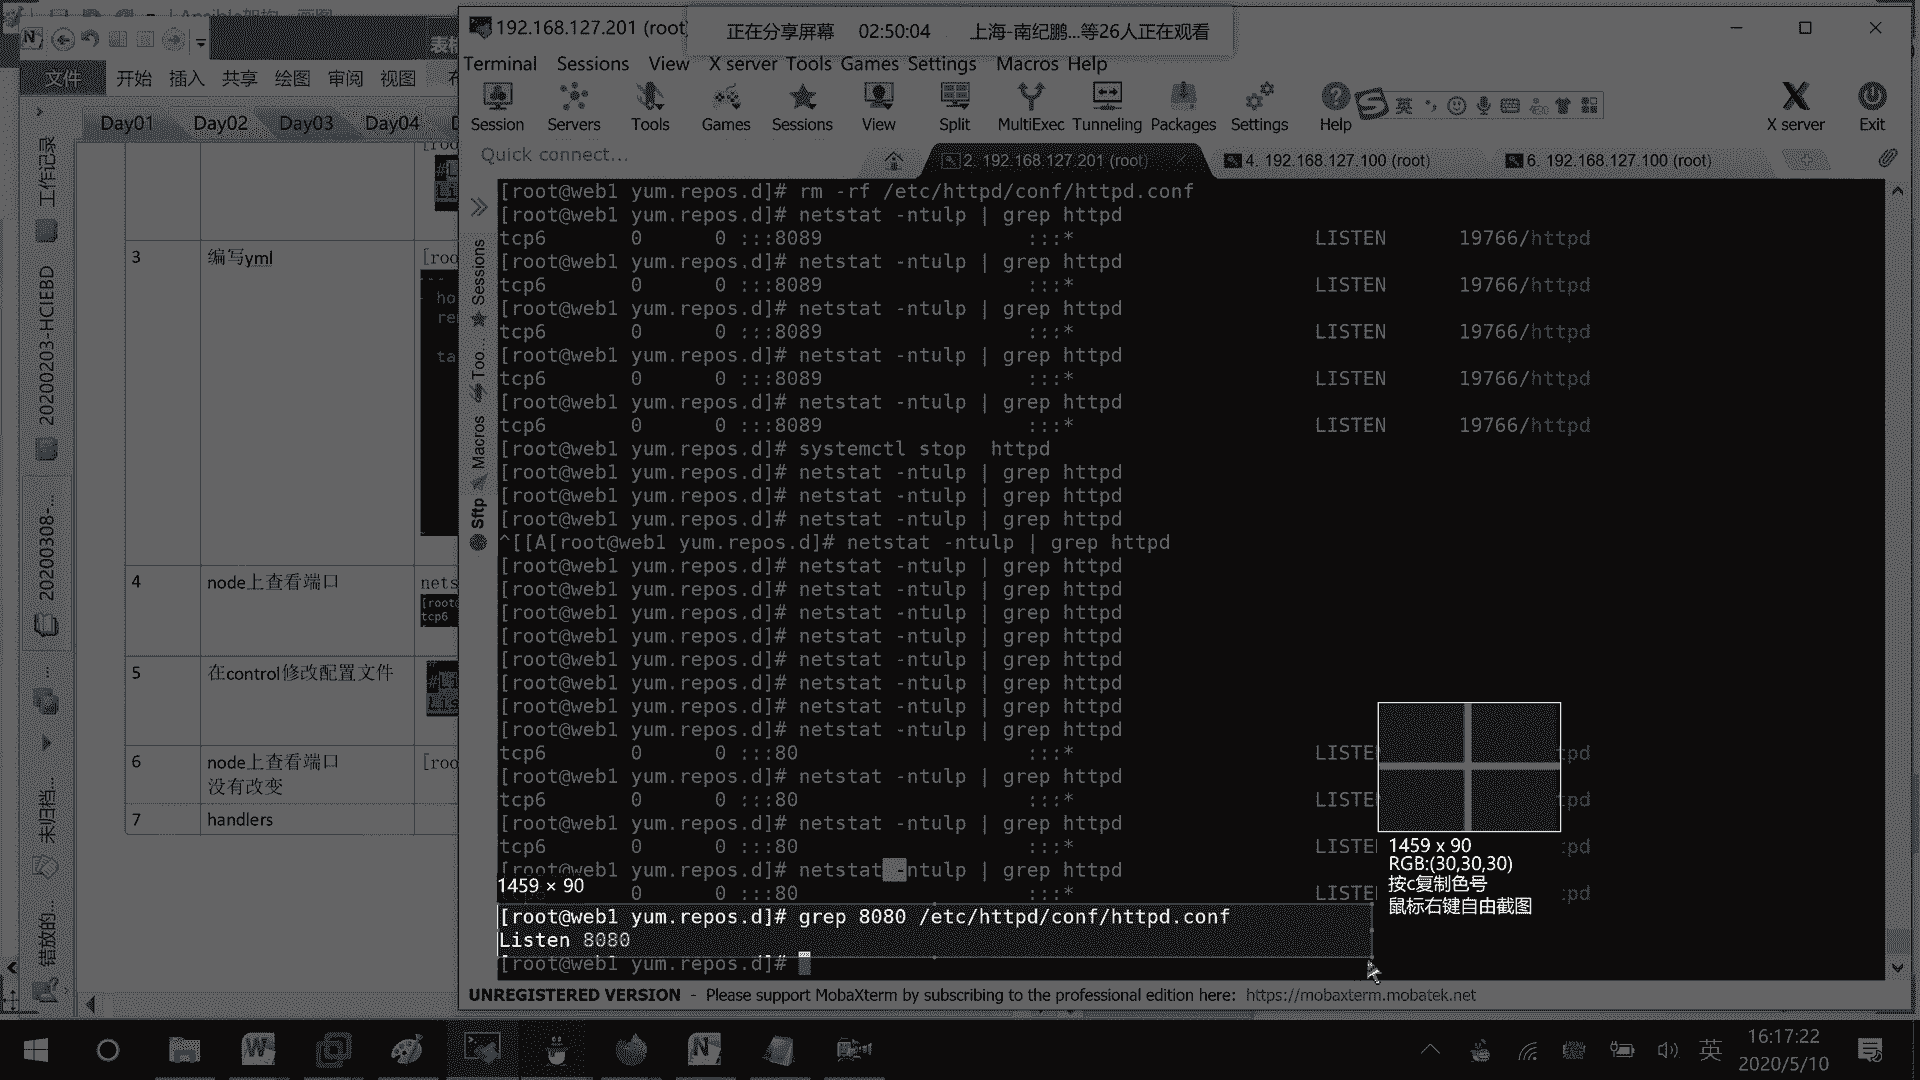 192.168.127.201 (root
正在分享屏幕 02:50:04 上海-南纪鹏...等26人正在观看
Terminal Sessions View X server Tools Games Settings Macros Help
文件 开始 插入 共享 绘图 审阅 视图
Session Servers Tools Games Sessions View Split MultiExec Tunneling Packages Settings Help 英 X server Exit
Day01 Day02 Day03 Day04
Quick connect...
2. 192.168.127.201 (root) 4. 192.168.127.100 (root) 6. 192.168.127.100 (root)
工作记录
20200203-HCIEBD
20200308-...
未归档...
错放的...
3 编写yml [roo
ho
re
ta
4 node上查看端口 nets
[root@
tcp6
5 在control修改配置文件
6 node上查看端口 [roo
没有改变
7 handlers
Sessions
Too...
Macros
Sftp
[root@web1 yum.repos.d]# rm -rf /etc/httpd/conf/httpd.conf
[root@web1 yum.repos.d]# netstat -ntulp | grep httpd
tcp6 0 0 :::8089 :::* LISTEN 19766/httpd
[root@web1 yum.repos.d]# netstat -ntulp | grep httpd
tcp6 0 0 :::8089 :::* LISTEN 19766/httpd
[root@web1 yum.repos.d]# netstat -ntulp | grep httpd
tcp6 0 0 :::8089 :::* LISTEN 19766/httpd
[root@web1 yum.repos.d]# netstat -ntulp | grep httpd
tcp6 0 0 :::8089 :::* LISTEN 19766/httpd
[root@web1 yum.repos.d]# netstat -ntulp | grep httpd
tcp6 0 0 :::8089 :::* LISTEN 19766/httpd
[root@web1 yum.repos.d]# systemctl stop  httpd
[root@web1 yum.repos.d]# netstat -ntulp | grep httpd
[root@web1 yum.repos.d]# netstat -ntulp | grep httpd
[root@web1 yum.repos.d]# netstat -ntulp | grep httpd
^[[A[root@web1 yum.repos.d]# netstat -ntulp | grep httpd
[root@web1 yum.repos.d]# netstat -ntulp | grep httpd
[root@web1 yum.repos.d]# netstat -ntulp | grep httpd
[root@web1 yum.repos.d]# netstat -ntulp | grep httpd
[root@web1 yum.repos.d]# netstat -ntulp | grep httpd
[root@web1 yum.repos.d]# netstat -ntulp | grep httpd
[root@web1 yum.repos.d]# netstat -ntulp | grep httpd
[root@web1 yum.repos.d]# netstat -ntulp | grep httpd
[root@web1 yum.repos.d]# netstat -ntulp | grep httpd
tcp6 0 0 :::80 :::* LISTE tpd
[root@web1 yum.repos.d]# netstat -ntulp | grep httpd
tcp6 0 0 :::80 :::* LISTE tpd
[root@web1 yum.repos.d]# netstat -ntulp | grep httpd
tcp6 0 0 :::80 :::* LISTE tpd
[root@web1 yum.repos.d]# netstat -ntulp | grep httpd
1459 × 90 0 0 :::80 :::* LISTE tpd
[root@web1 yum.repos.d]# grep 8080 /etc/httpd/conf/httpd.conf
Listen 8080
[root@web1 yum.repos.d]#
1459 x 90
RGB:(30,30,30)
按c复制色号
鼠标右键自由截图
UNREGISTERED VERSION - Please support MobaXterm by subscribing to the professional edition here: https://mobaxterm.mobatek.net
英 16:17:22
2020/5/10